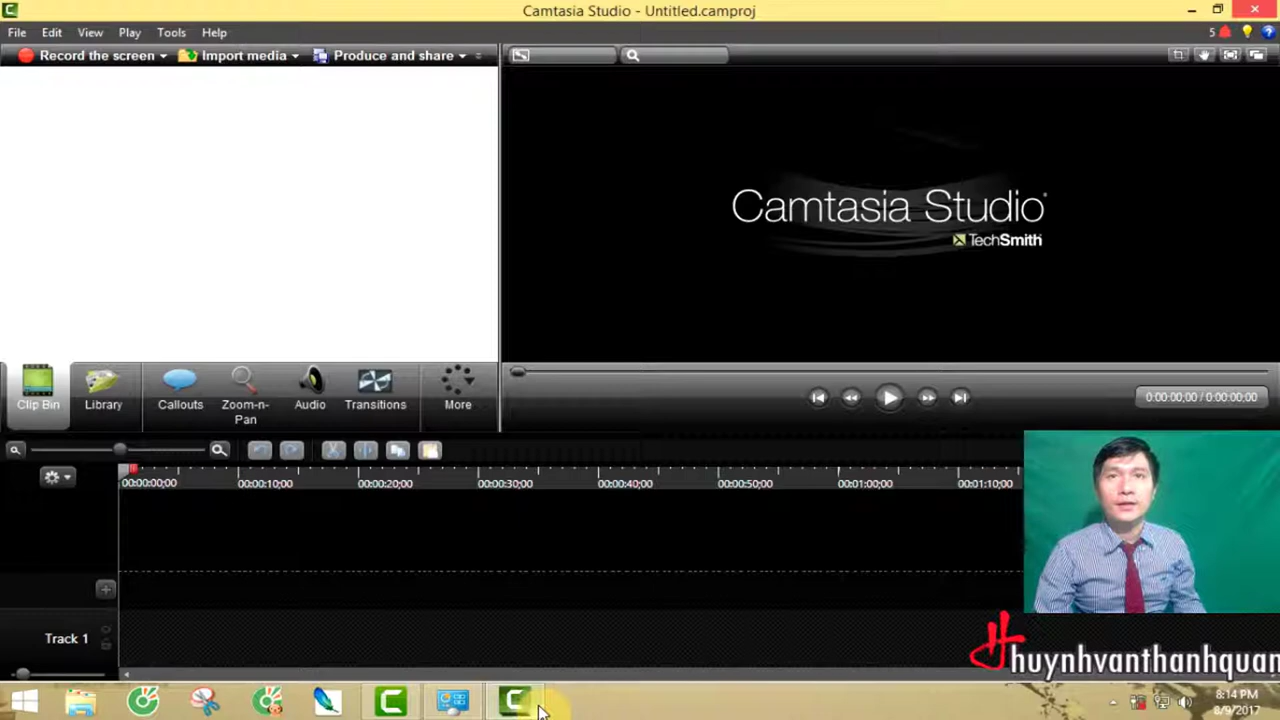 Camtasia Studio - Untitled.camproj
File Edit View Play Tools Help
5
Record the screen Import media Produce and share
Camtasia Studio
TechSmith
Clip Bin
Library
Callouts
Zoom-n-Pan
Audio
Transitions
More
0:00:00;00 / 0:00:00;00
00:00:00;00 00:00:10;00 00:00:20;00 00:00:30;00 00:00:40;00 00:00:50;00 00:01:00;00 00:01:10;00
Track 1
huynhvanthanhquan
8:14 PM
8/9/2017